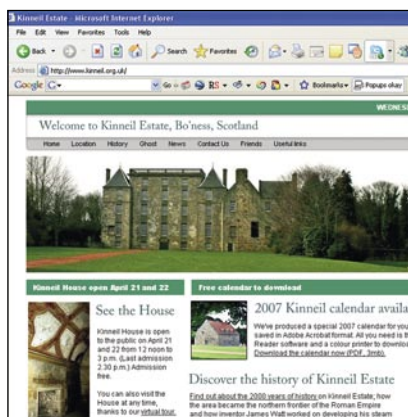 Kinneil Estate - Microsoft Internet Explorer
File Edit View Favorites Tools Help
Back Search Favorites
Address http://www.kinneil.org.uk/
Google G Go RS Bookmarks Popups okay
WEDNES
Welcome to Kinneil Estate, Bo'ness, Scotland
Home Location History Ghost News Contact Us Friends Useful links
Kinneil House open April 21 and 22
See the House
Kinneil House is open
to the public on April 21
and 22 from 12 noon to
3 p.m. (Last admission
2.30 p.m.) Admission
free.
You can also visit the
House at any time,
thanks to our virtual tour.
Free calendar to download
2007 Kinneil calendar availa
We've produced a special 2007 calendar for you
saved in Adobe Acrobat format. All you need is th
Reader software and a colour printer to downloa
Download the calendar now (PDF, 3mb).
Discover the history of Kinneil Estate
Find out about the 2000 years of history on Kinneil Estate; how
the area became the northern frontier of the Roman Empire
and how inventor James Watt worked on developing his steam